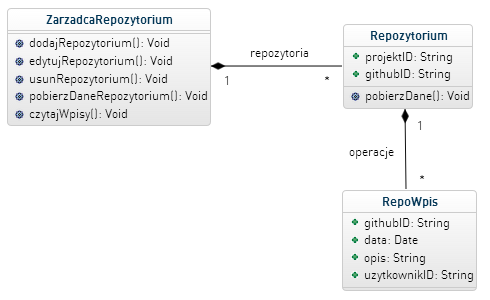 ZarzadcaRepozytorium
dodajRepozytorium(): Void
edytujRepozytorium(): Void
usunRepozytorium(): Void
pobierzDaneRepozytorium(): Void
czytajWpisy(): Void
repozytoria
1
*
Repozytorium
projektID: String
githubID: String
pobierzDane(): Void
1
operacje
*
RepoWpis
githubID: String
data: Date
opis: String
uzytkownikID: String